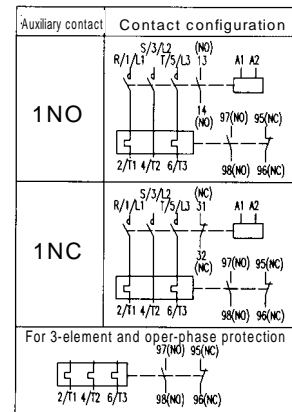 Auxiliary contact Contact configuration
S/3/L2 (NO)
R/1/L1 T/5/L3 13 A1 A2
1NO
14
(NO) 97(NO) 95(NC)
2/T1 4/T2 6/T3 98(NO) 96(NC)
S/3/L2 (NC)
R/1/L1 T/5/L3 31 A1 A2
1NC
32
(NC) 97(NO) 95(NC)
2/T1 4/T2 6/T3 98(NO) 96(NC)
For 3-element and oper-phase protection
97(NO) 95(NC)
2/T1 4/T2 6/T3 98(NO) 96(NC)